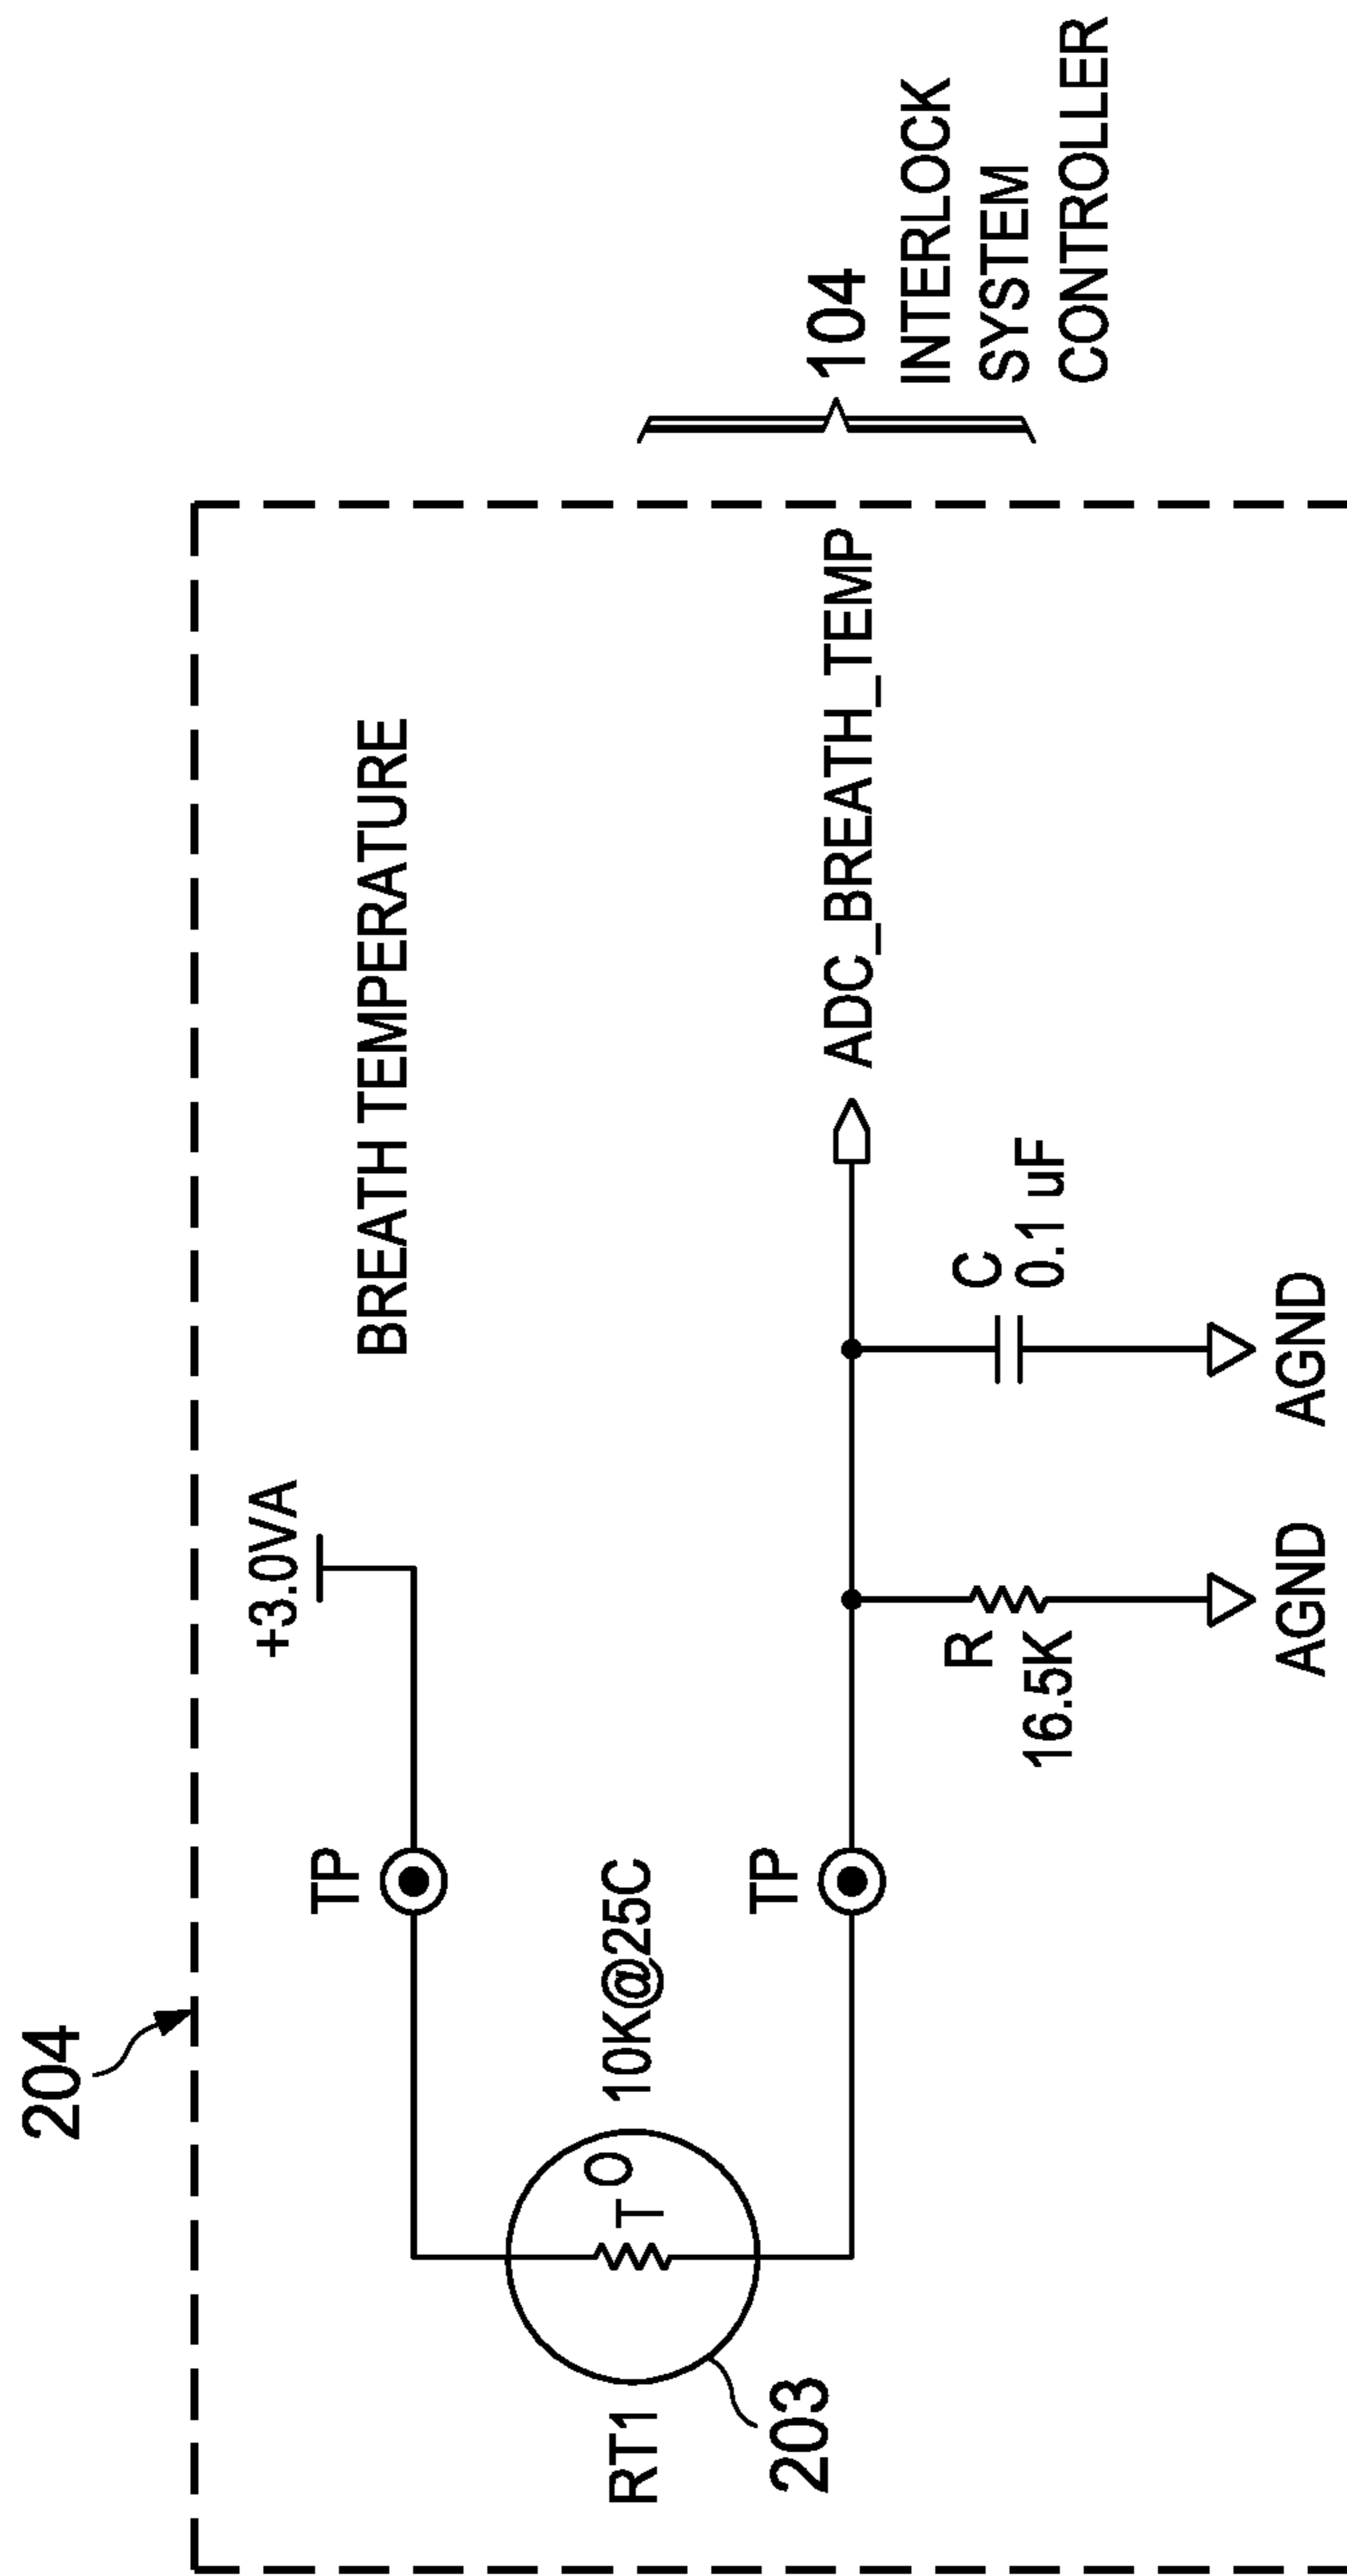 204
+3.0VA
BREATH TEMPERATURE
TP
RT1
T O
10K@25C
203
TP
ADC_BREATH_TEMP
R
16.5K
C
0.1 uF
AGND
AGND
104
INTERLOCK
SYSTEM
CONTROLLER